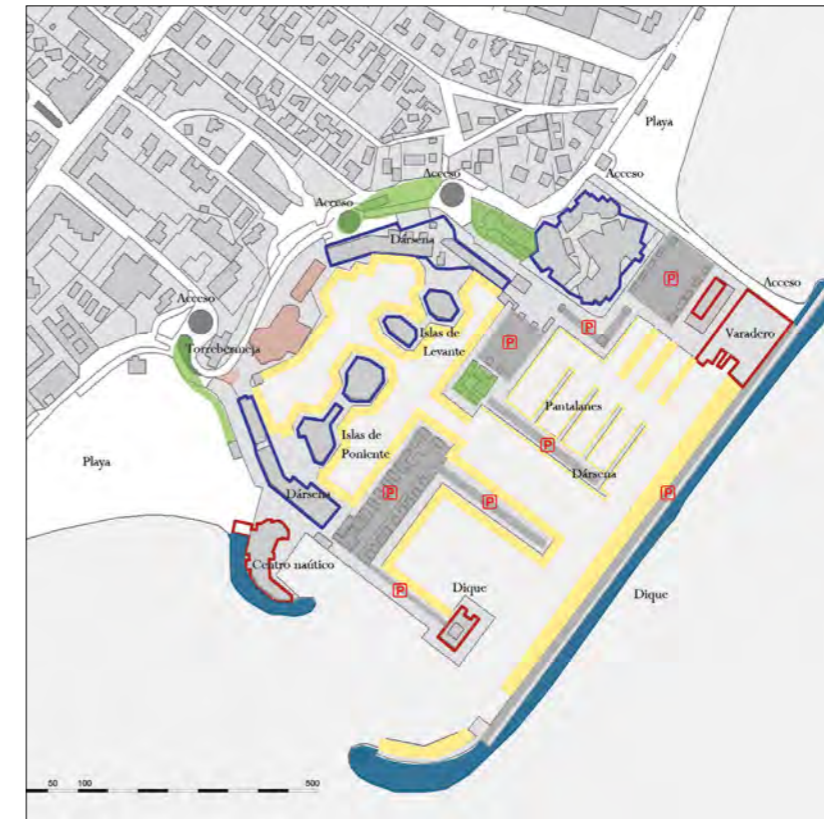 Playa
Acceso
Acceso
Acceso
Dársena
P
Acceso
Acceso
Torrebermeja
Islas de
Levante
P
P
Varadero
Pantalanes
Islas de
Poniente
P
Dársena
Playa
Dársena
P
P
P
Centro naútico
P
Dique
Dique
50 100 500